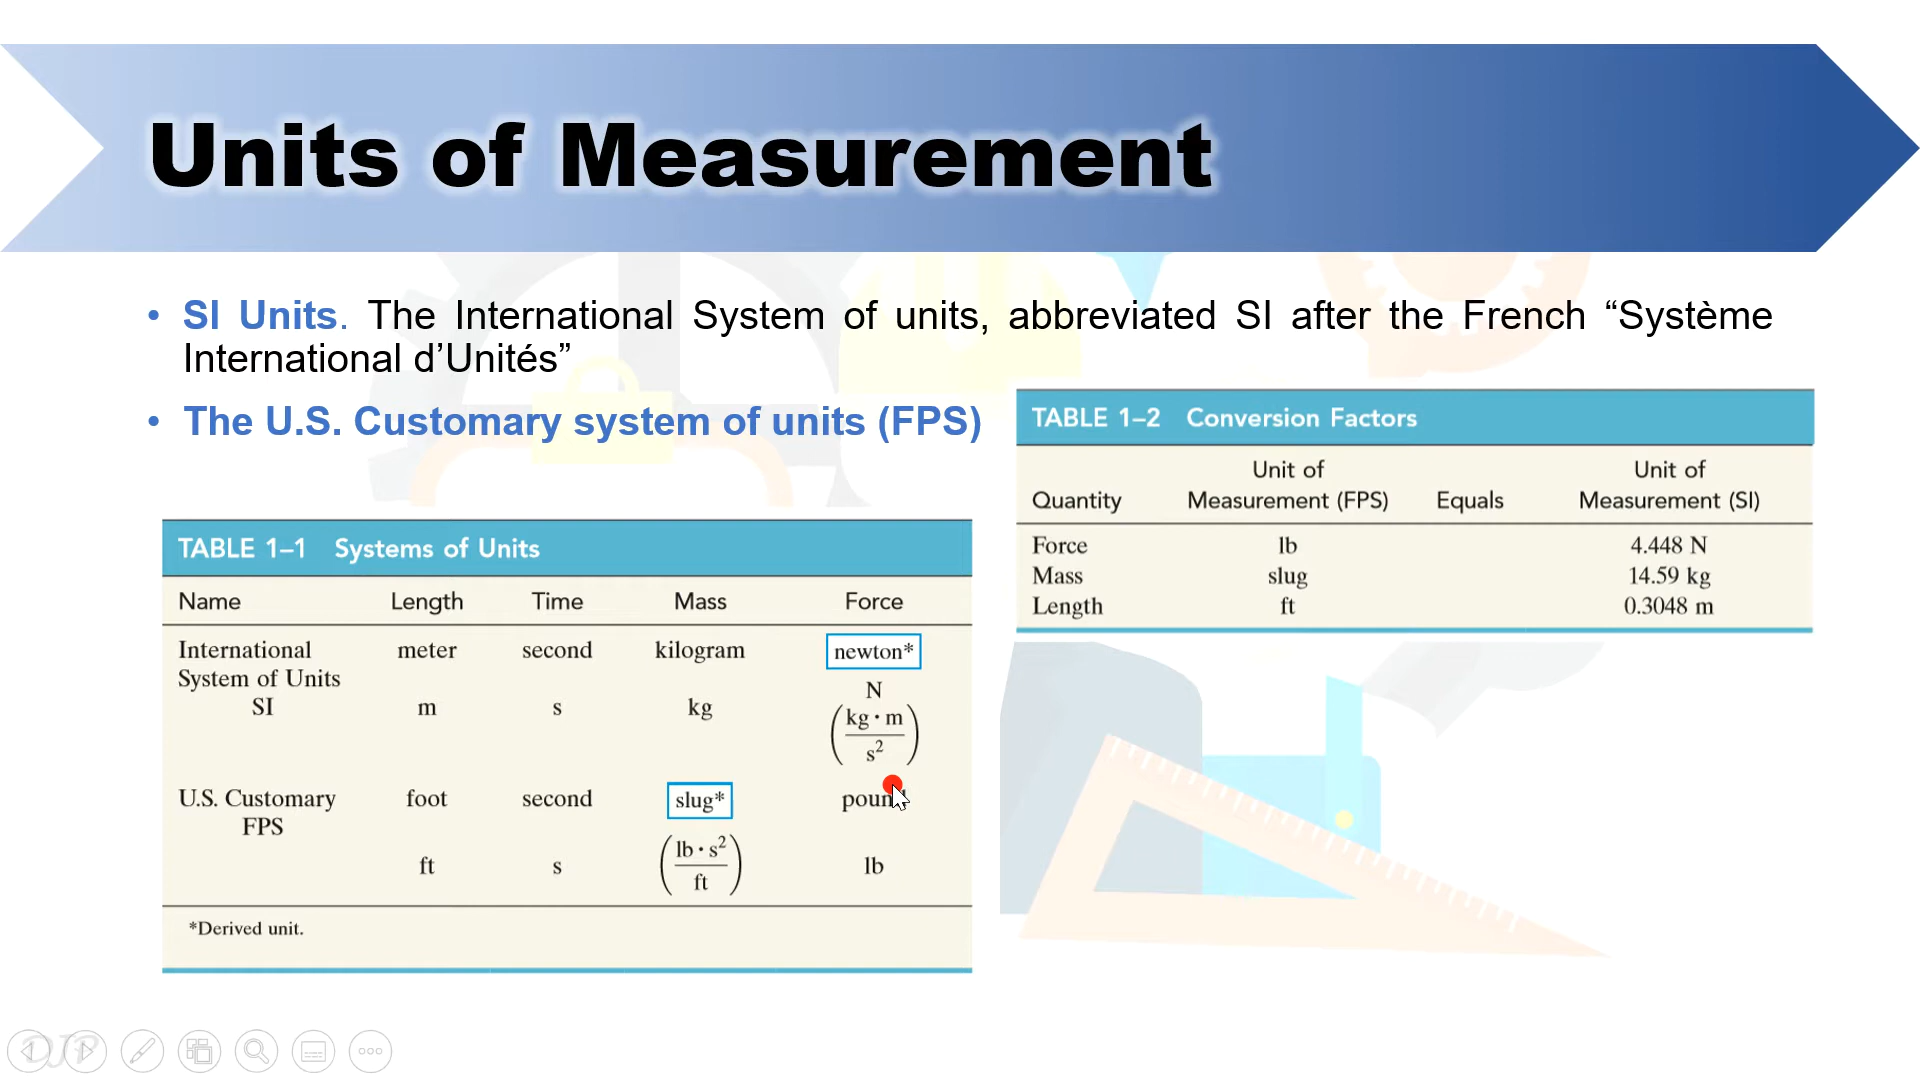 Units of Measurement
• SI Units. The International System of units, abbreviated SI after the French “Système
International d’Unités”
• The U.S. Customary system of units (FPS)
TABLE 1–2 Conversion Factors
Unit of Unit of
Quantity Measurement (FPS) Equals Measurement (SI)
Force lb 4.448 N
Mass slug 14.59 kg
Length ft 0.3048 m
TABLE 1–1 Systems of Units
Name Length Time Mass Force
International meter second kilogram newton*
System of Units N
SI m s kg (kg · m / s²)
U.S. Customary foot second slug* pound
FPS
ft s (lb · s² / ft) lb
*Derived unit.
DJP